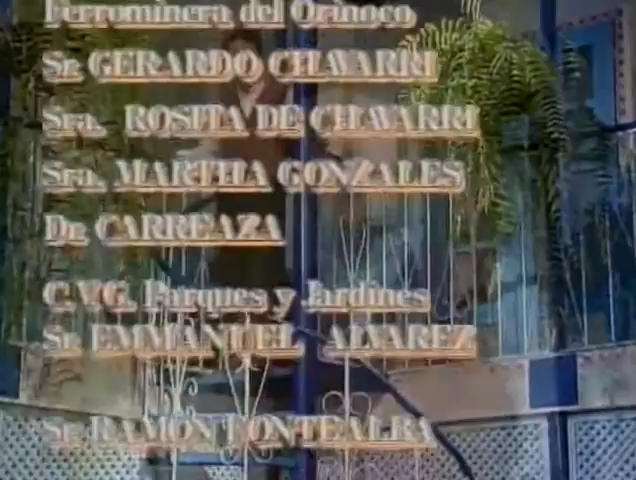 Ferrominera del Orinoco
Sr. GERARDO CHAVARRI
Sra. ROSITA DE CHAVARRI
Sra. MARTHA GONZALES
Dr. CARREAZA
C.V.G. Parques y Jardines
Sr. EMMANUEL ALVAREZ
Sr. RAMON FONTEALBA